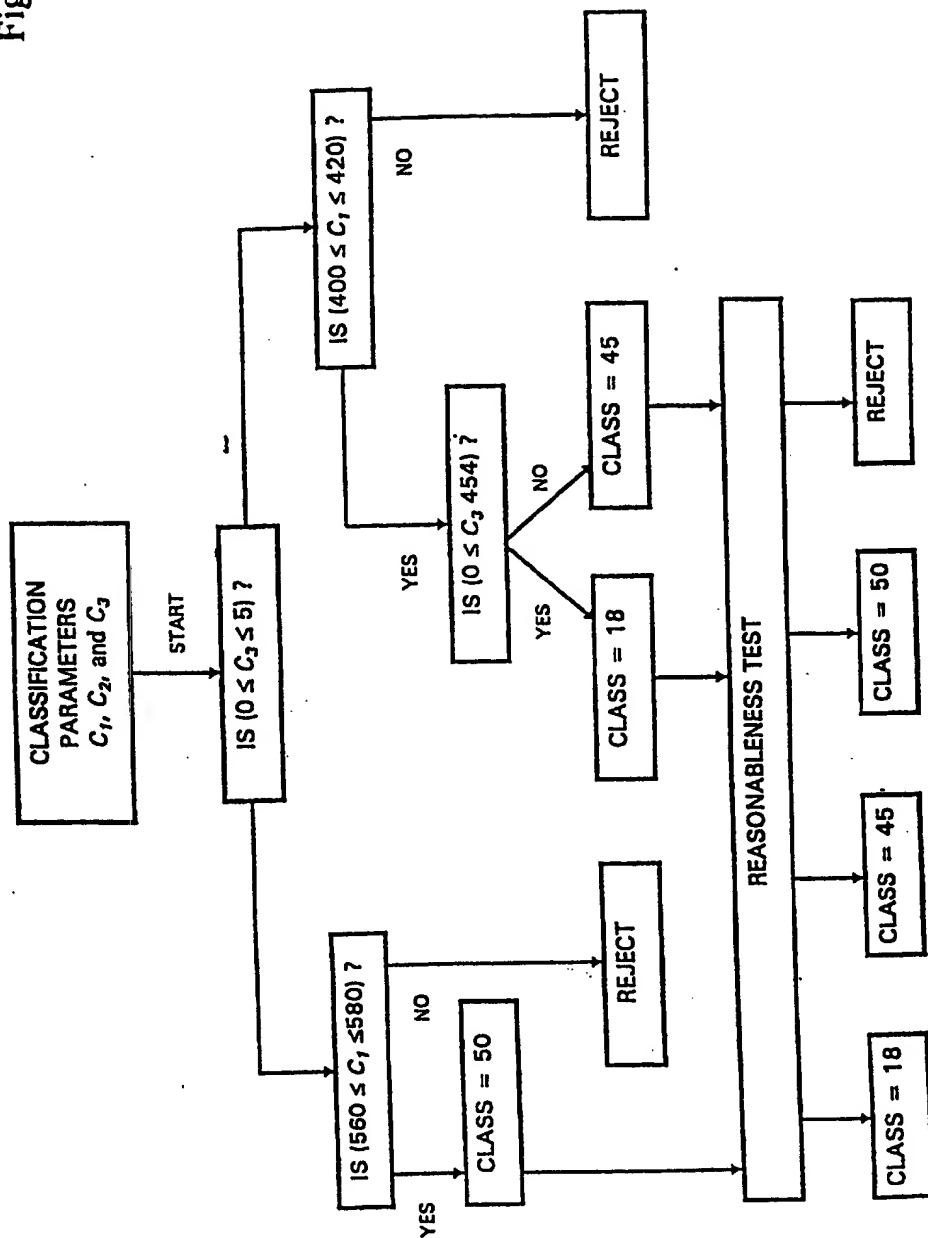 Fig
CLASSIFICATION
PARAMETERS
C₁, C₂, and C₃
START
IS (0 ≤ C₃ ≤ 5) ?
IS (560 ≤ C₁ ≤580) ?
IS (400 ≤ C₁ ≤ 420) ?
YES
NO
YES
NO
CLASS = 50
REJECT
IS (0 ≤ C₃ 454) ?
REJECT
YES
NO
CLASS = 18
CLASS = 45
REASONABLENESS TEST
CLASS = 18
CLASS = 45
CLASS = 50
REJECT